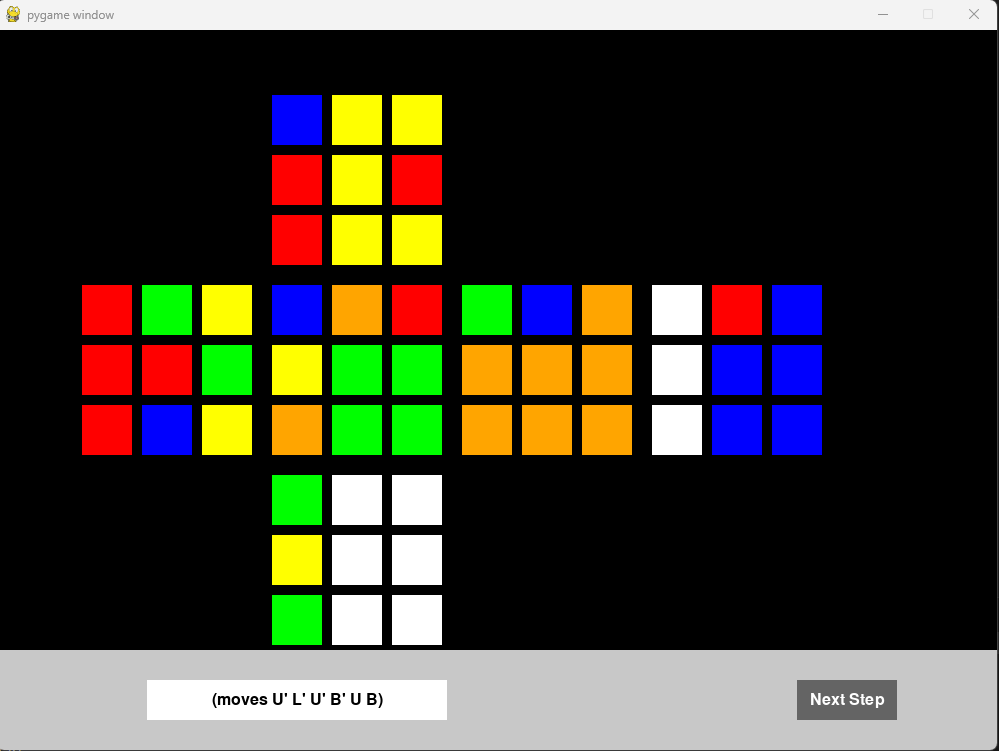 pygame window
(moves U' L' U' B' U B)
Next Step